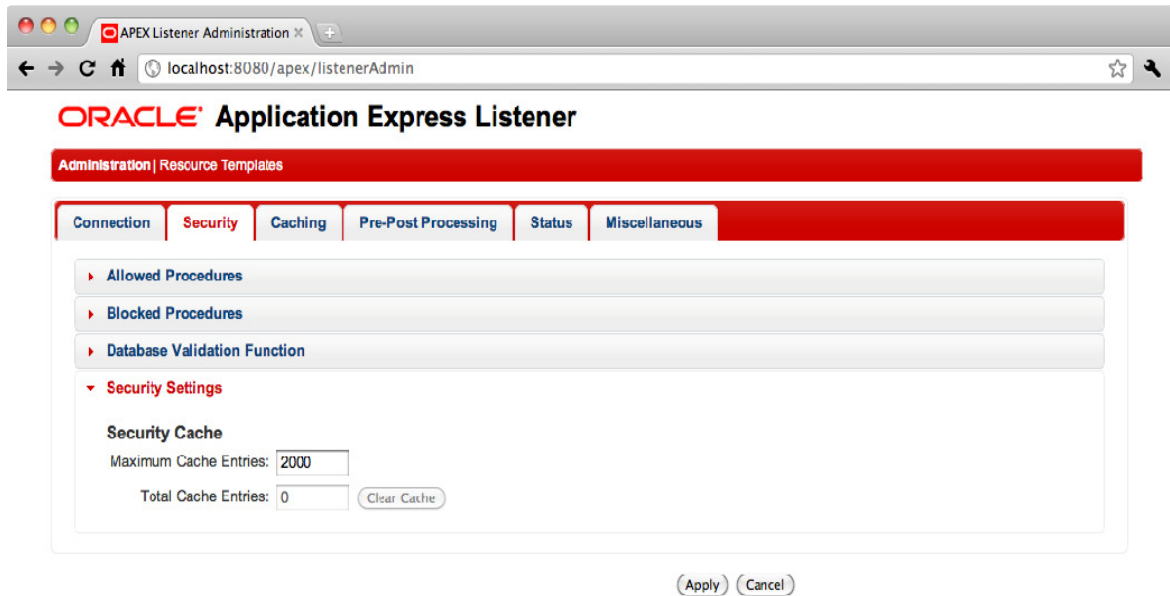 APEX Listener Administration
localhost:8080/apex/listenerAdmin
ORACLE Application Express Listener
Administration | Resource Templates
Connection Security Caching Pre-Post Processing Status Miscellaneous
Allowed Procedures
Blocked Procedures
Database Validation Function
Security Settings
Security Cache
Maximum Cache Entries: 2000
Total Cache Entries: 0 Clear Cache
Apply Cancel